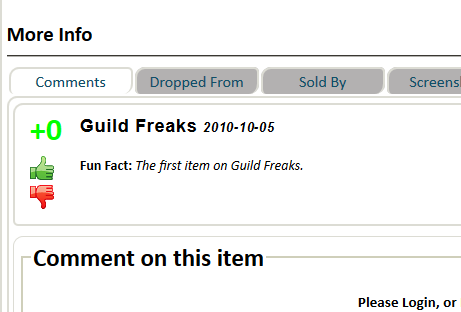 More Info
Comments Dropped From Sold By
+0 Guild Freaks 2010-10-05
Fun Fact: The first item on Guild Freaks.
Comment on this item
Please Login, or